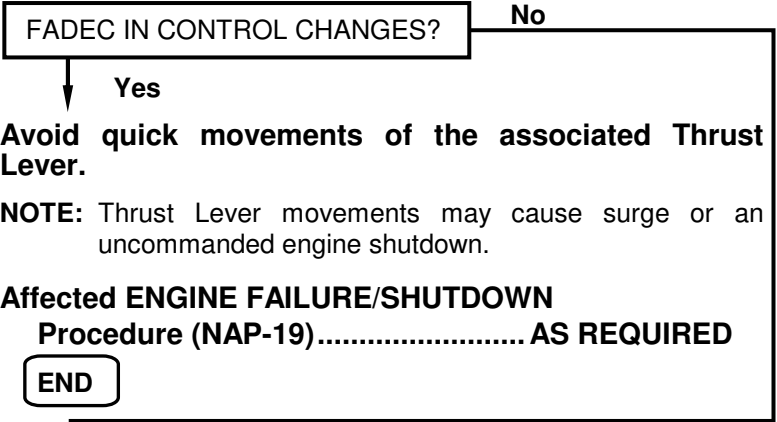 FADEC IN CONTROL CHANGES?
No
Yes
Avoid quick movements of the associated Thrust
Lever.
NOTE: Thrust Lever movements may cause surge or an
uncommanded engine shutdown.
Affected ENGINE FAILURE/SHUTDOWN
Procedure (NAP-19)......................... AS REQUIRED
END